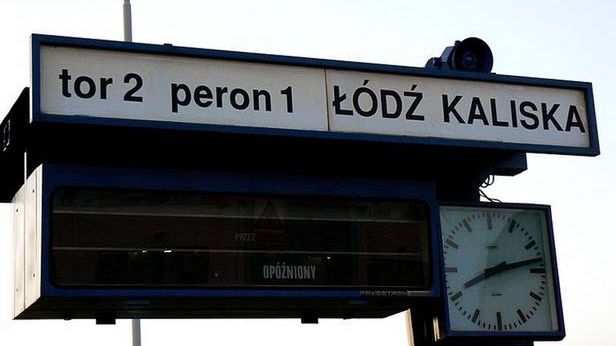 tor 2 peron 1 ŁÓDŹ KALISKA
PRZEZ
OPÓŹNIONY